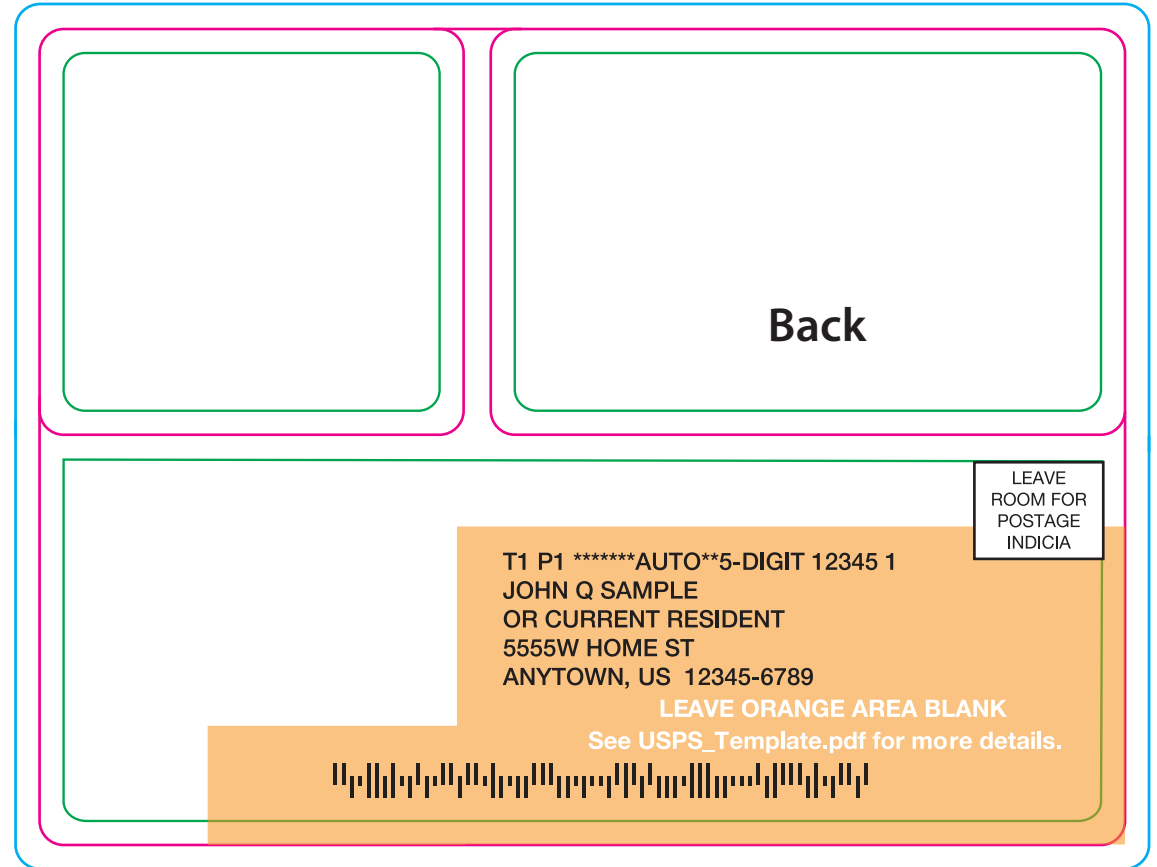 Back
LEAVE
ROOM FOR
POSTAGE
INDICIA
T1 P1 *******AUTO**5-DIGIT 12345 1
JOHN Q SAMPLE
OR CURRENT RESIDENT
5555W HOME ST
ANYTOWN, US  12345-6789
LEAVE ORANGE AREA BLANK
See USPS_Template.pdf for more details.